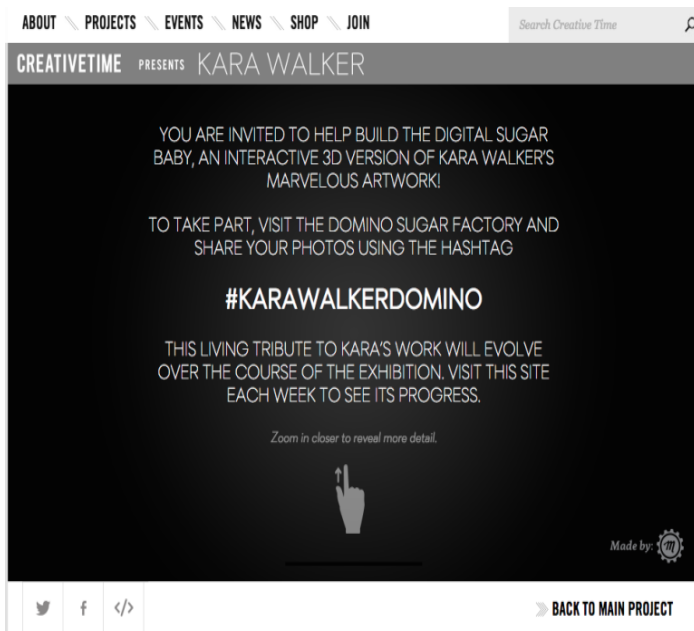 ABOUT PROJECTS EVENTS NEWS SHOP JOIN Search Creative Time
CREATIVETIME PRESENTS KARA WALKER
YOU ARE INVITED TO HELP BUILD THE DIGITAL SUGAR
BABY, AN INTERACTIVE 3D VERSION OF KARA WALKER'S
MARVELOUS ARTWORK!
TO TAKE PART, VISIT THE DOMINO SUGAR FACTORY AND
SHARE YOUR PHOTOS USING THE HASHTAG
#KARAWALKERDOMINO
THIS LIVING TRIBUTE TO KARA'S WORK WILL EVOLVE
OVER THE COURSE OF THE EXHIBITION. VISIT THIS SITE
EACH WEEK TO SEE ITS PROGRESS.
Zoom in closer to reveal more detail.
Made by: m
f </> BACK TO MAIN PROJECT